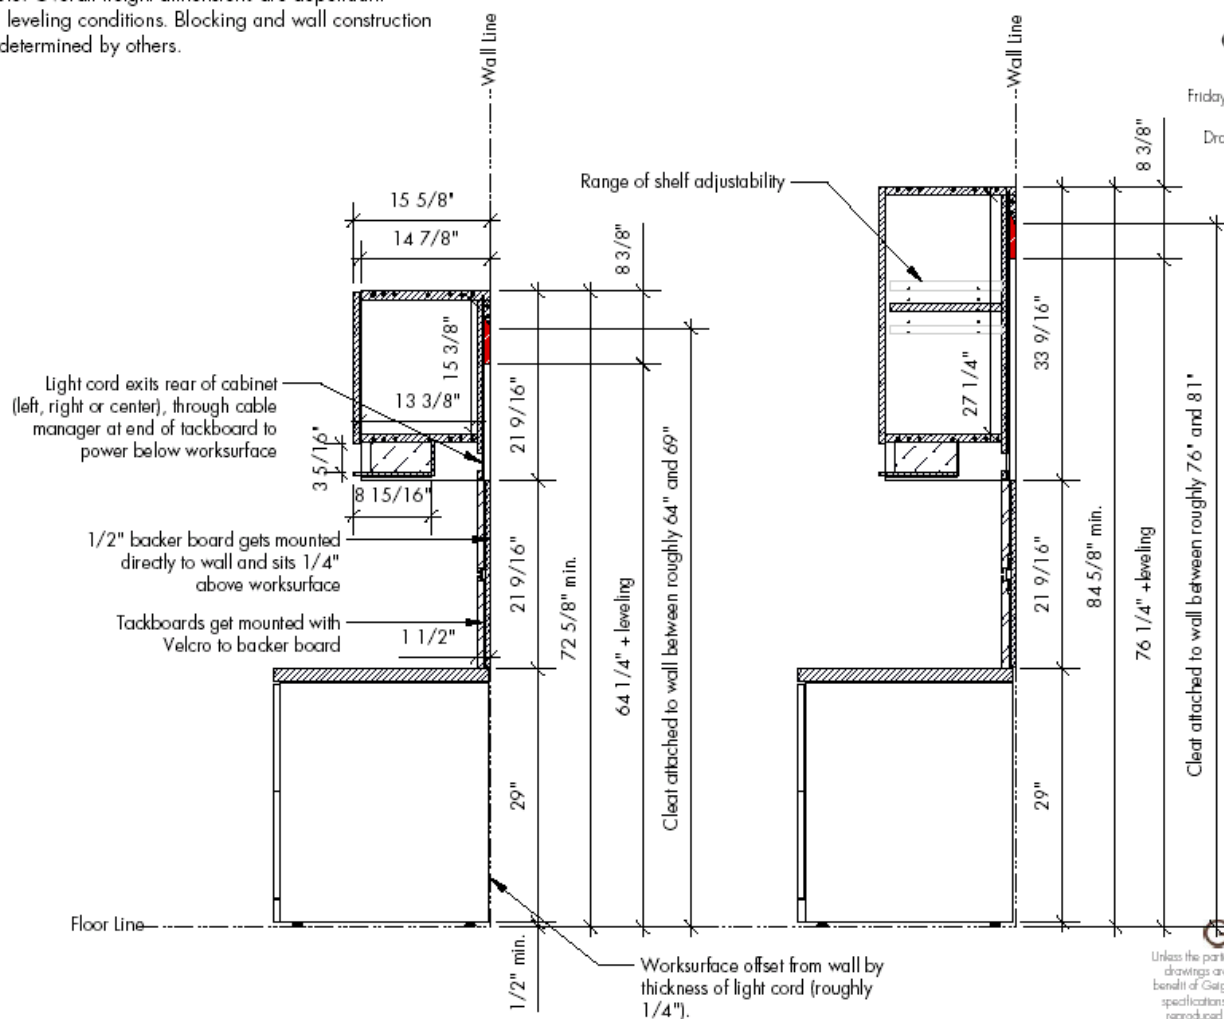 leveling conditions. Blocking and wall construction
determined by others.
Wall Line
15 5/8"
14 7/8"
8 3/8"
15 3/8"
13 3/8"
21 9/16"
Light cord exits rear of cabinet
(left, right or center), through cable
manager at end of tackboard to
power below worksurface
3 5/16"
8 15/16"
1/2" backer board gets mounted
directly to wall and sits 1/4"
above worksurface
Tackboards get mounted with
Velcro to backer board
1 1/2"
21 9/16"
72 5/8" min.
64 1/4" + leveling
Cleat attached to wall between roughly 64" and 69"
29"
Floor Line
1/2" min.
Worksurface offset from wall by
thickness of light cord (roughly
1/4").
Wall Line
Friday
Range of shelf adjustability
8 3/8"
33 9/16"
27 1/4"
21 9/16"
84 5/8" min.
76 1/4" +leveling
Cleat attached to wall between roughly 76" and 81"
29"
Unless the
drawings
benefit of
specifications
reproduced